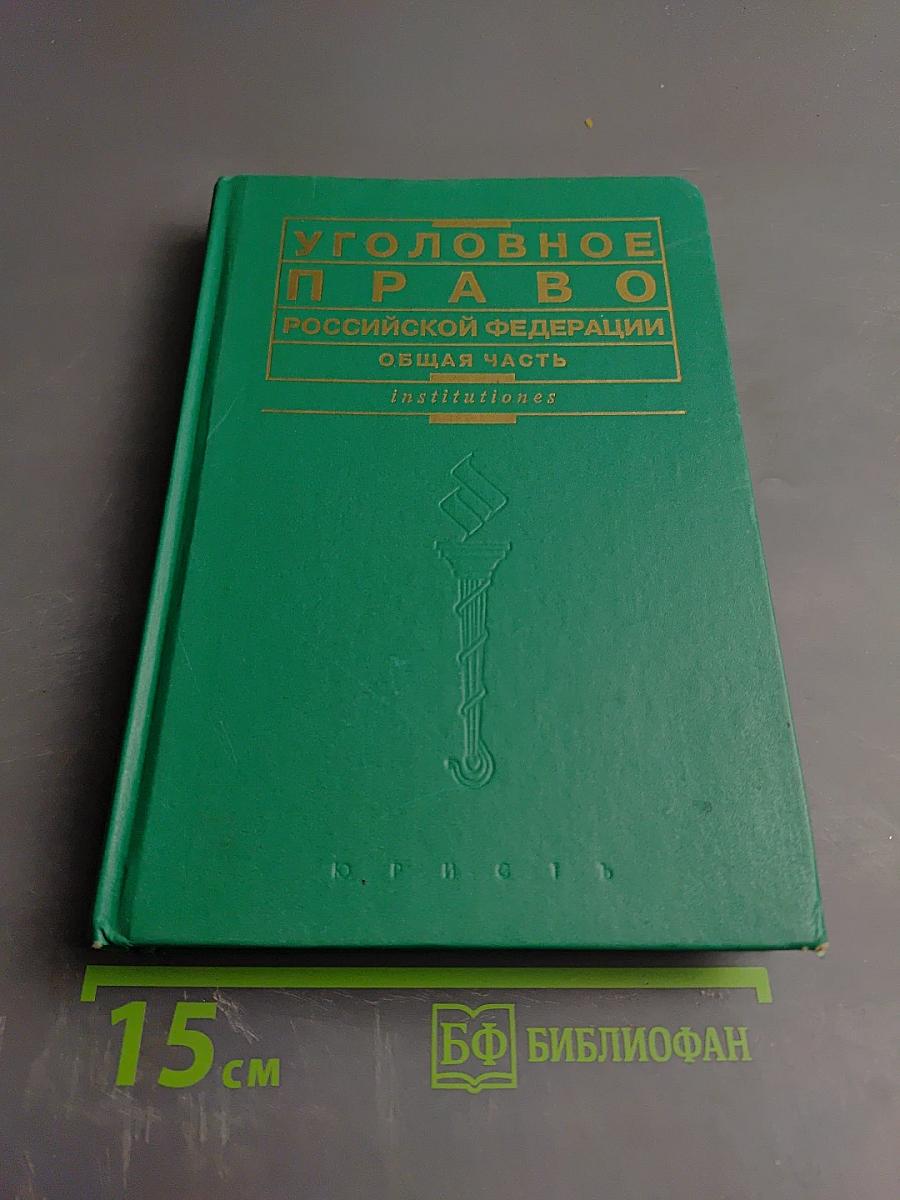 УГОЛОВНОЕ
ПРАВО
РОССИЙСКОЙ ФЕДЕРАЦИИ
ОБЩАЯ ЧАСТЬ
institutiones
ЮРИСТЪ
15 см
БФ БИБЛИОФАН